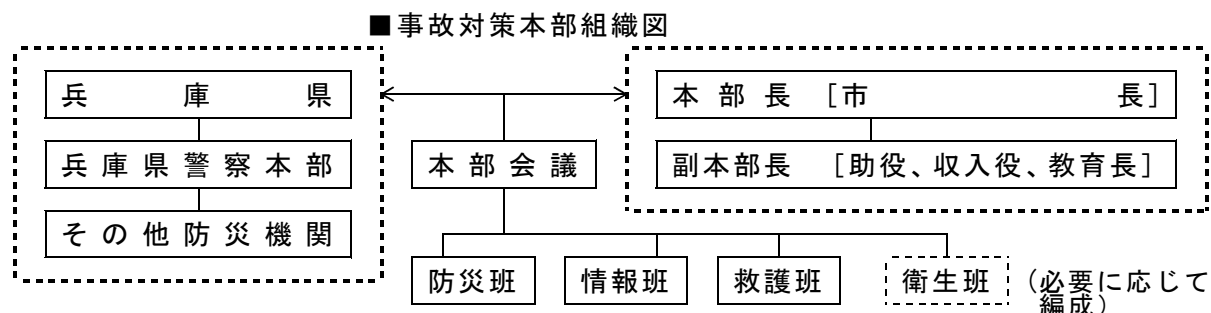 ■事故対策本部組織図
兵庫県
兵庫県警察本部
その他防災機関
本部会議
本部長 [市長]
副本部長 [助役、収入役、教育長]
防災班
情報班
救護班
衛生班
(必要に応じて
編成)